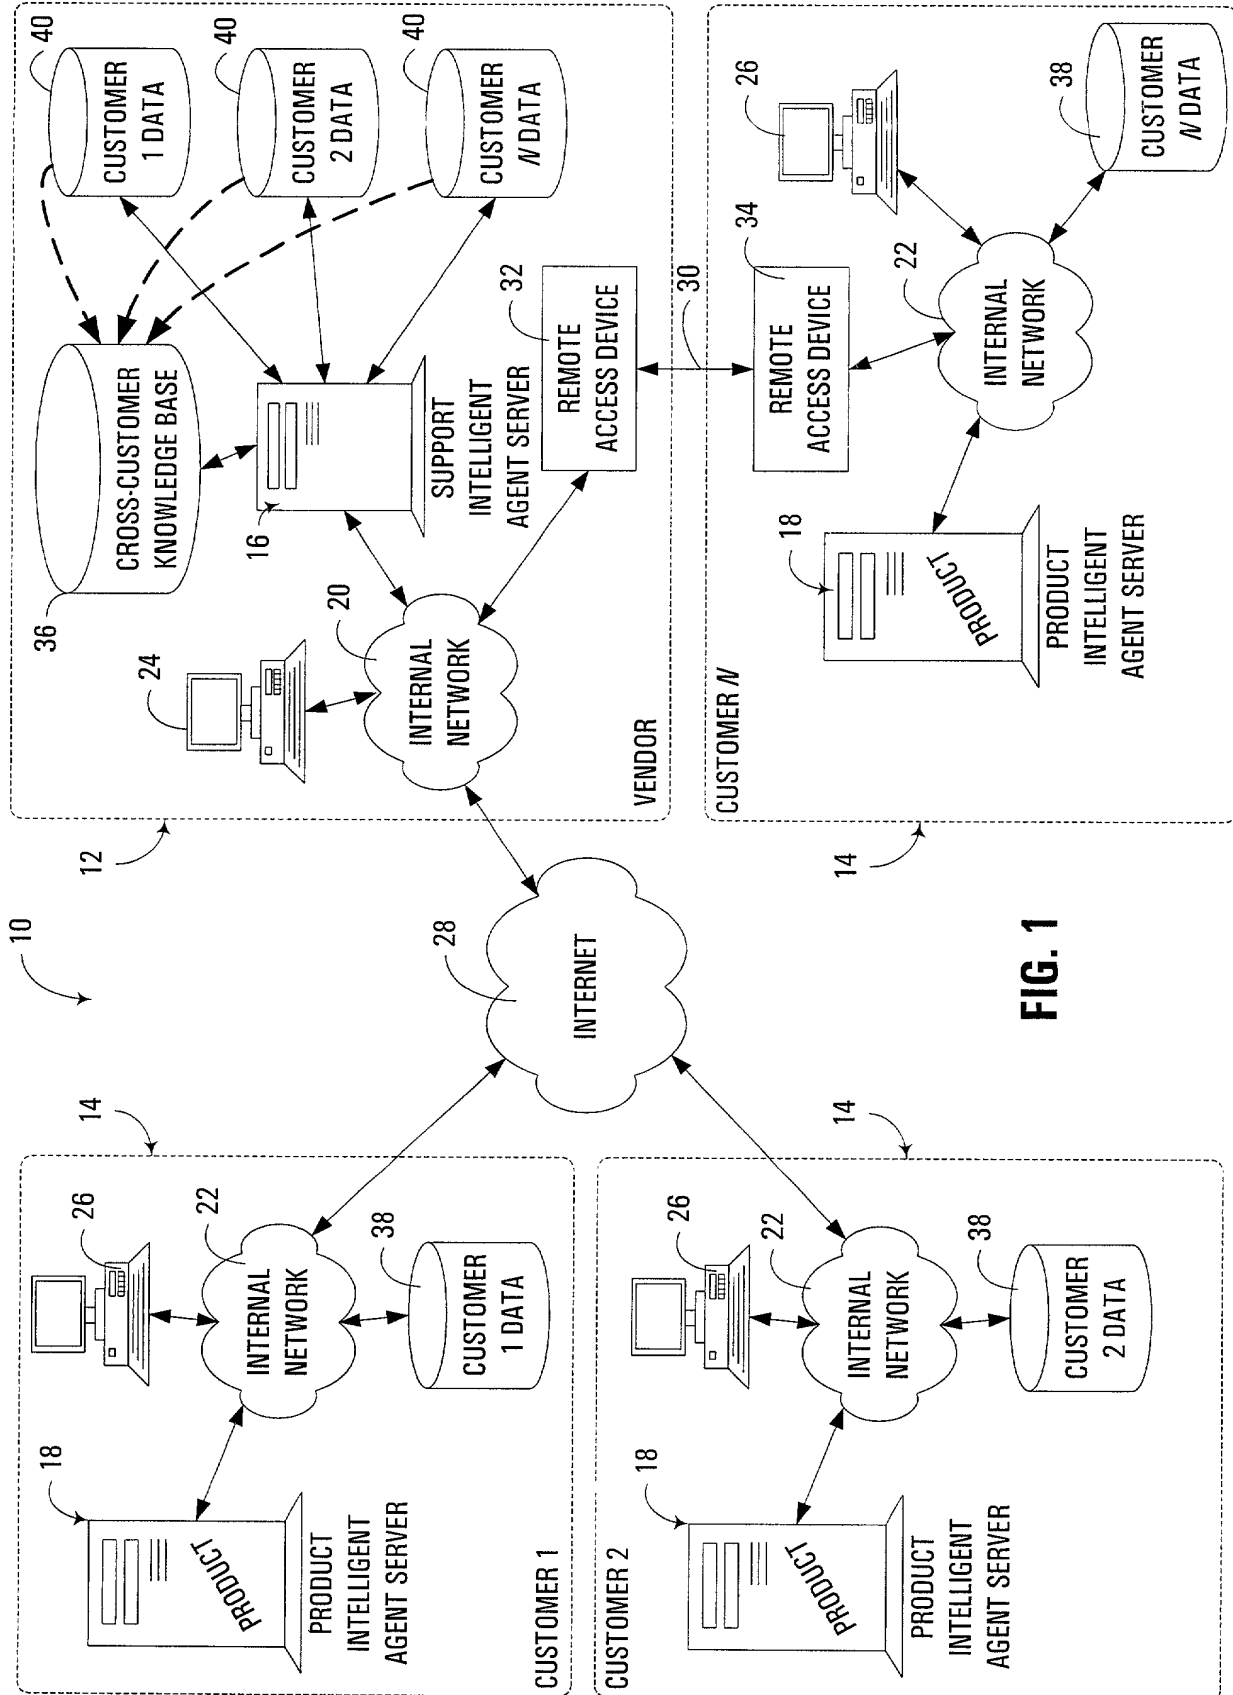 10
14
26
22
INTERNAL
NETWORK
38
CUSTOMER
1 DATA
18
PRODUCT
PRODUCT
INTELLIGENT
AGENT SERVER
CUSTOMER 1
CUSTOMER 2
14
26
22
INTERNAL
NETWORK
38
CUSTOMER
2 DATA
18
PRODUCT
PRODUCT
INTELLIGENT
AGENT SERVER
28
INTERNET
12
24
20
INTERNAL
NETWORK
36
CROSS-CUSTOMER
KNOWLEDGE BASE
16
SUPPORT
INTELLIGENT
AGENT SERVER
40
CUSTOMER
1 DATA
40
CUSTOMER
2 DATA
40
CUSTOMER
N DATA
32
REMOTE
ACCESS DEVICE
VENDOR
30
CUSTOMER N
14
34
REMOTE
ACCESS DEVICE
22
INTERNAL
NETWORK
26
38
CUSTOMER
N DATA
18
PRODUCT
PRODUCT
INTELLIGENT
AGENT SERVER
FIG. 1